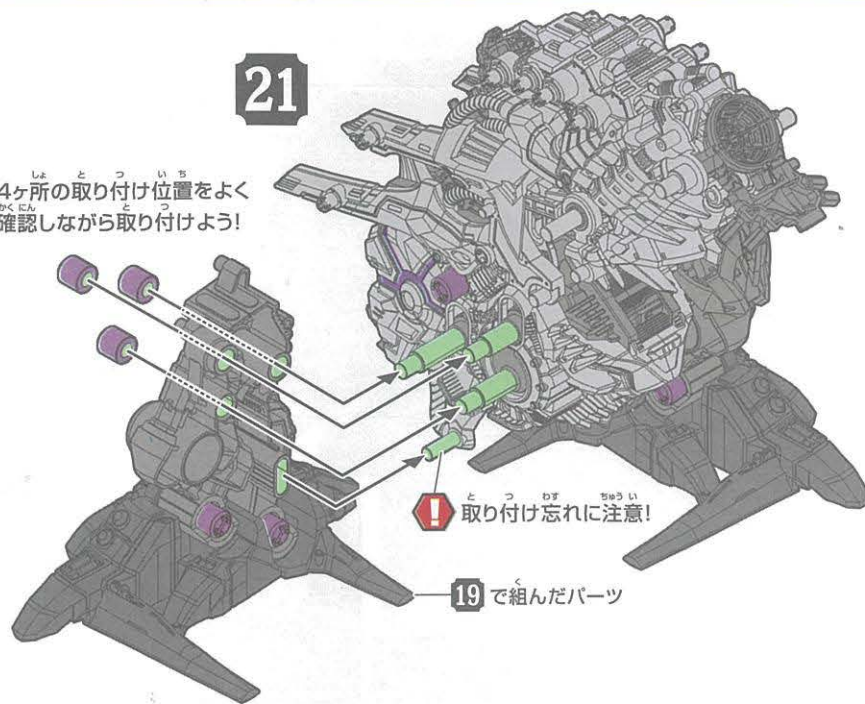 21
4ヶ所の取り付け位置をよく
確認しながら取り付けよう!
! 取り付け忘れに注意!
19 で組んだパーツ